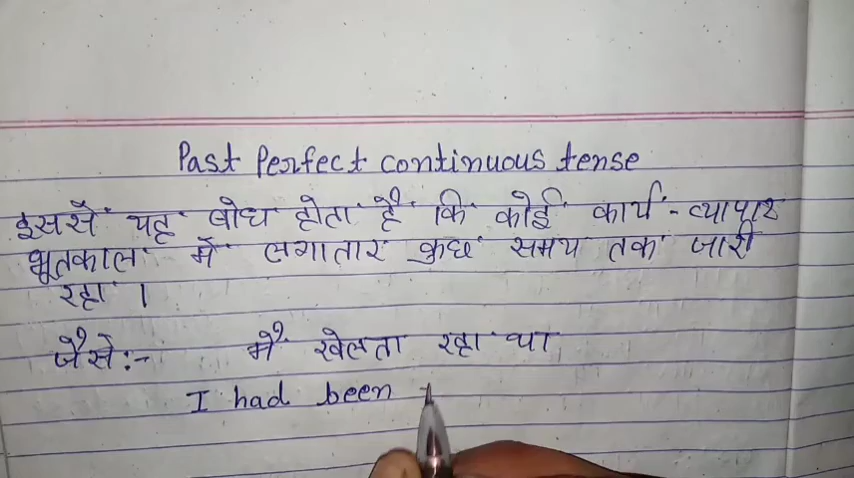 Past Perfect continuous tense
इससे यह बोध होता है कि कोई कार्य-व्यापार
भूतकाल में लगातार कुछ समय तक जारी
रहा ।
जैसे:- मैं खेलता रहा था
I had been